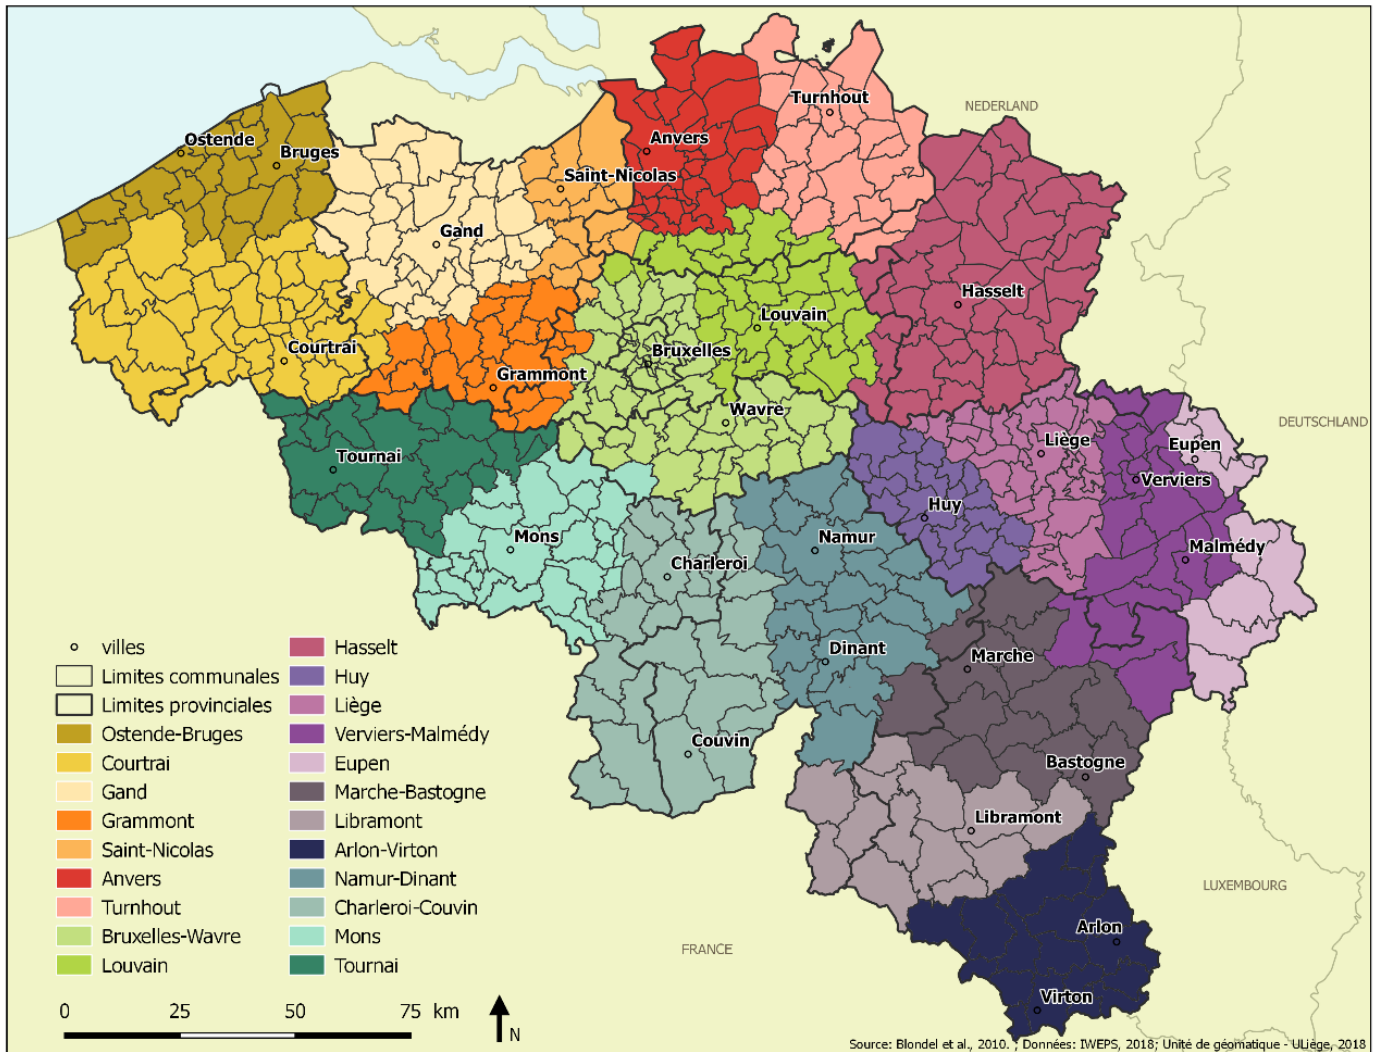 NEDERLAND
Turnhout
Anvers
Ostende
Bruges
Saint-Nicolas
Gand
Hasselt
Louvain
Courtrai
Bruxelles
Grammont
Wavre
DEUTSCHLAND
Liège
Eupen
Tournai
Verviers
Huy
Mons
Namur
Malmédy
Charleroi
Dinant
Marche
Couvin
Bastogne
Libramont
LUXEMBOURG
Arlon
FRANCE
Virton
villes
Limites communales
Limites provinciales
Ostende-Bruges
Courtrai
Gand
Grammont
Saint-Nicolas
Anvers
Turnhout
Bruxelles-Wavre
Louvain
Hasselt
Huy
Liège
Verviers-Malmédy
Eupen
Marche-Bastogne
Libramont
Arlon-Virton
Namur-Dinant
Charleroi-Couvin
Mons
Tournai
0 25 50 75 km
N
Source: Blondel et al., 2010. ; Données: IWEPS, 2018; Unité de géomatique - ULiège, 2018